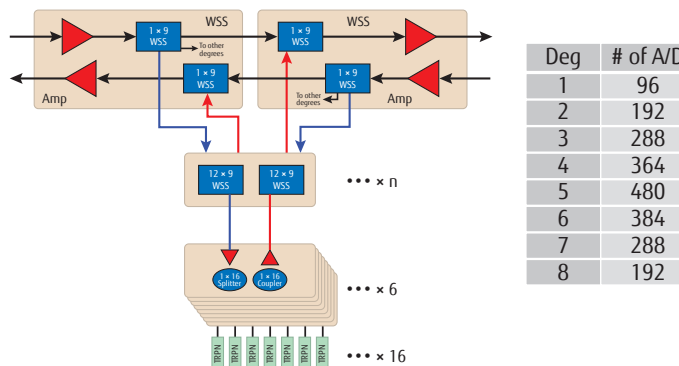 WSS
1 × 9
WSS
To other
degrees
1 × 9
WSS
Amp
WSS
1 × 9
WSS
1 × 9
WSS
To other
degrees
Amp
12 × 9
WSS
12 × 9
WSS
••• × n
1 × 16
Splitter
1 × 16
Coupler
••• × 6
TRPN
TRPN
TRPN
TRPN
TRPN
TRPN
TRPN
••• × 16
Deg # of A/D
1 96
2 192
3 288
4 364
5 480
6 384
7 288
8 192